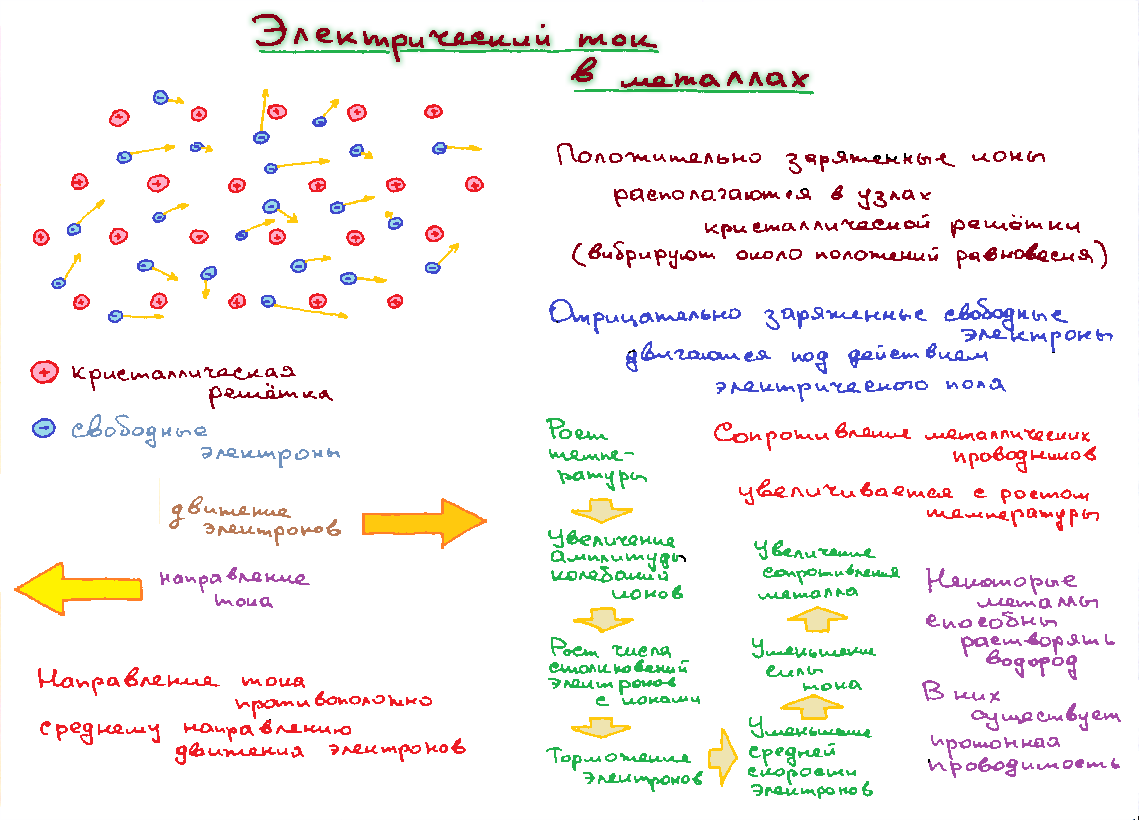 Электрический ток
в металлах
Положительно заряженные ионы
располагаются в узлах
кристаллической решётки
(вибрируют около положений равновесия)
Отрицательно заряженные свободные
электроны
двигаются под действием
электрического поля
кристаллическая
решётка
свободные
электроны
движение
электронов
направление
тока
Направление тока
противоположно
среднему направлению
движения электронов
Рост
темпе-
ратуры
Увеличение
амплитуды
колебаний
ионов
Рост числа
столкновений
электронов
с ионами
Торможение
электронов
Уменьшение
средней
скорости
электронов
Уменьшение
силы
тока
Увеличение
сопротивления
металла
Сопротивление металлических
проводников
увеличивается с ростом
температуры
Некоторые
металлы
способны
растворять
водород
В них
существует
протонная
проводимость